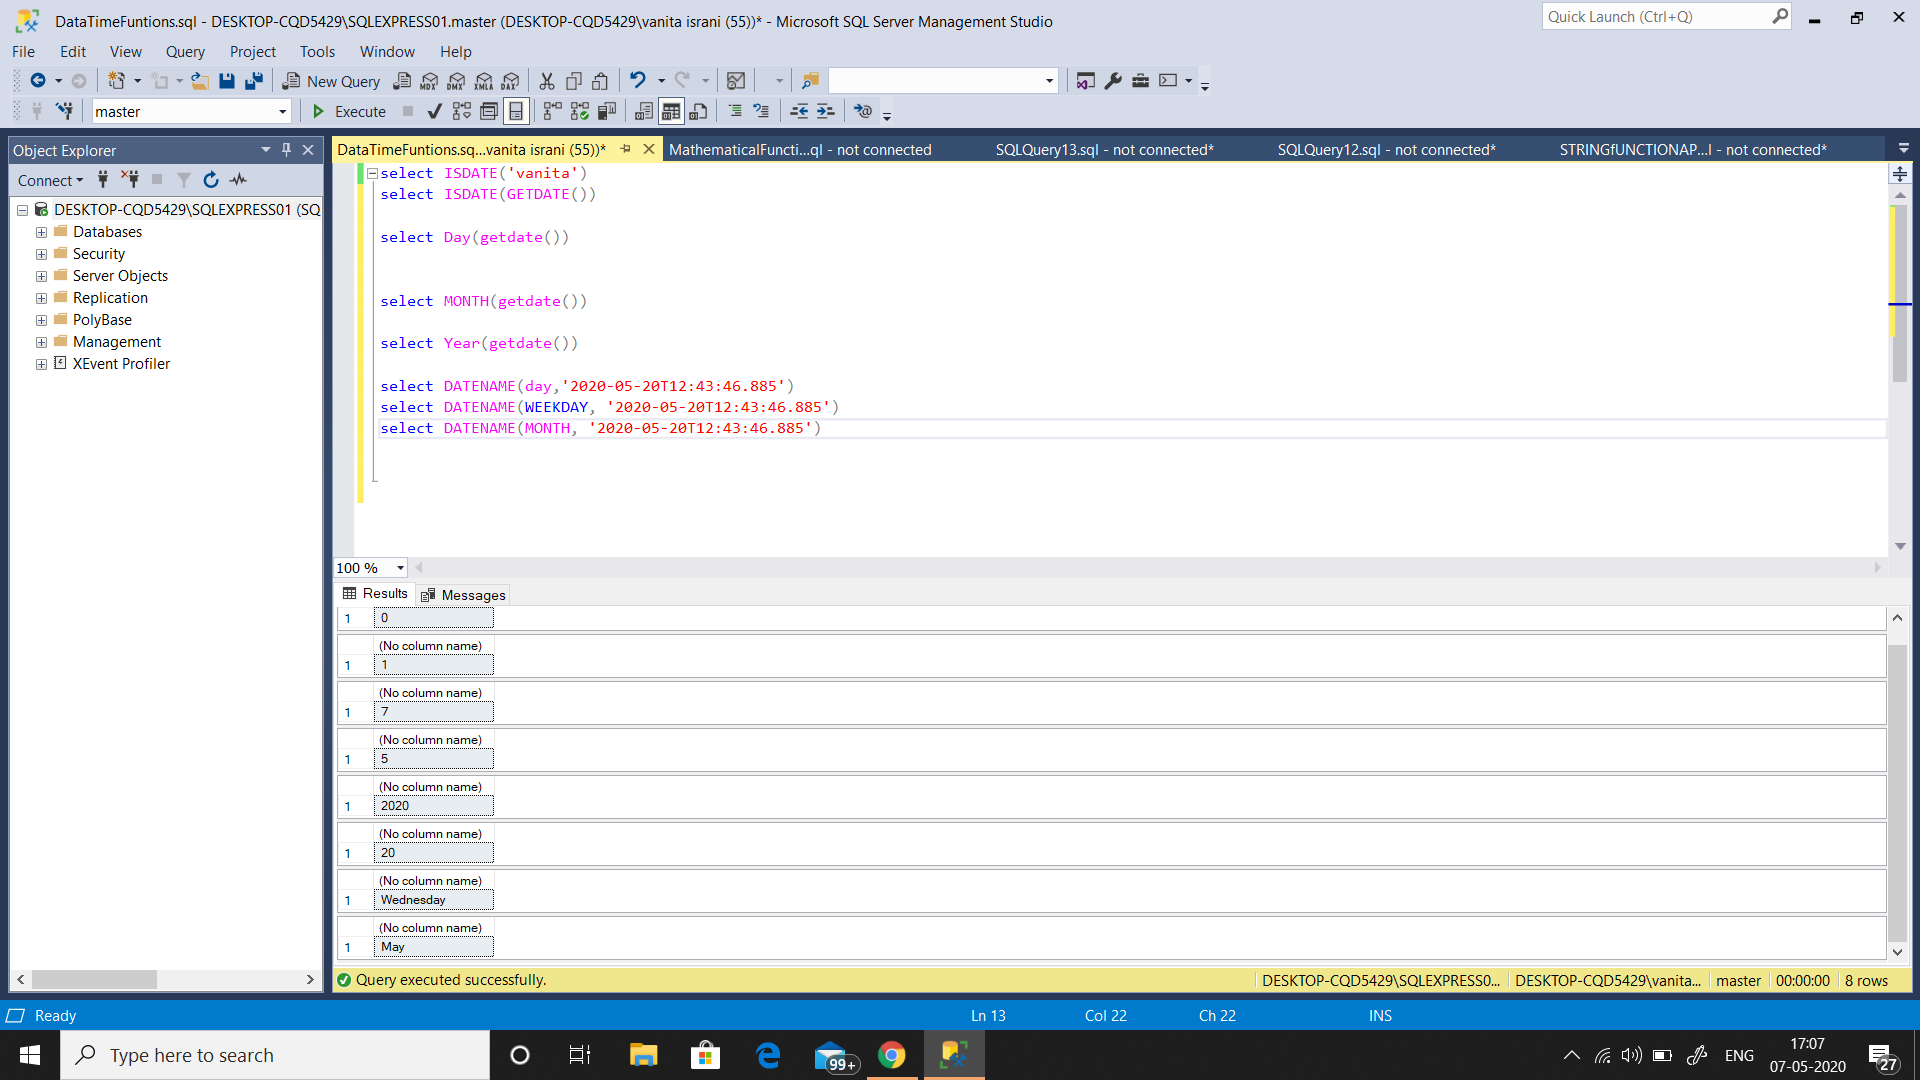 DataTimeFuntions.sql - DESKTOP-CQD5429\SQLEXPRESS01.master (DESKTOP-CQD5429\vanita israni (55))* - Microsoft SQL Server Management Studio
Quick Launch (Ctrl+Q)
File Edit View Query Project Tools Window Help
New Query MDX DMX XMLA DAX
master Execute
Object Explorer
DataTimeFuntions.sq...vanita israni (55))* MathematicalFuncti...ql - not connected SQLQuery13.sql - not connected* SQLQuery12.sql - not connected* STRINGfUNCTIONAP...l - not connected*
Connect
DESKTOP-CQD5429\SQLEXPRESS01 (SQ
Databases
Security
Server Objects
Replication
PolyBase
Management
XEvent Profiler
select ISDATE('vanita')
select ISDATE(GETDATE())
select Day(getdate())
select MONTH(getdate())
select Year(getdate())
select DATENAME(day,'2020-05-20T12:43:46.885')
select DATENAME(WEEKDAY, '2020-05-20T12:43:46.885')
select DATENAME(MONTH, '2020-05-20T12:43:46.885')
100 %
Results Messages
1 0
(No column name)
1 1
(No column name)
1 7
(No column name)
1 5
(No column name)
1 2020
(No column name)
1 20
(No column name)
1 Wednesday
(No column name)
1 May
Query executed successfully. DESKTOP-CQD5429\SQLEXPRESS0... DESKTOP-CQD5429\vanita... master 00:00:00 8 rows
Ready Ln 13 Col 22 Ch 22 INS
Type here to search
99+
ENG
17:07
07-05-2020
27